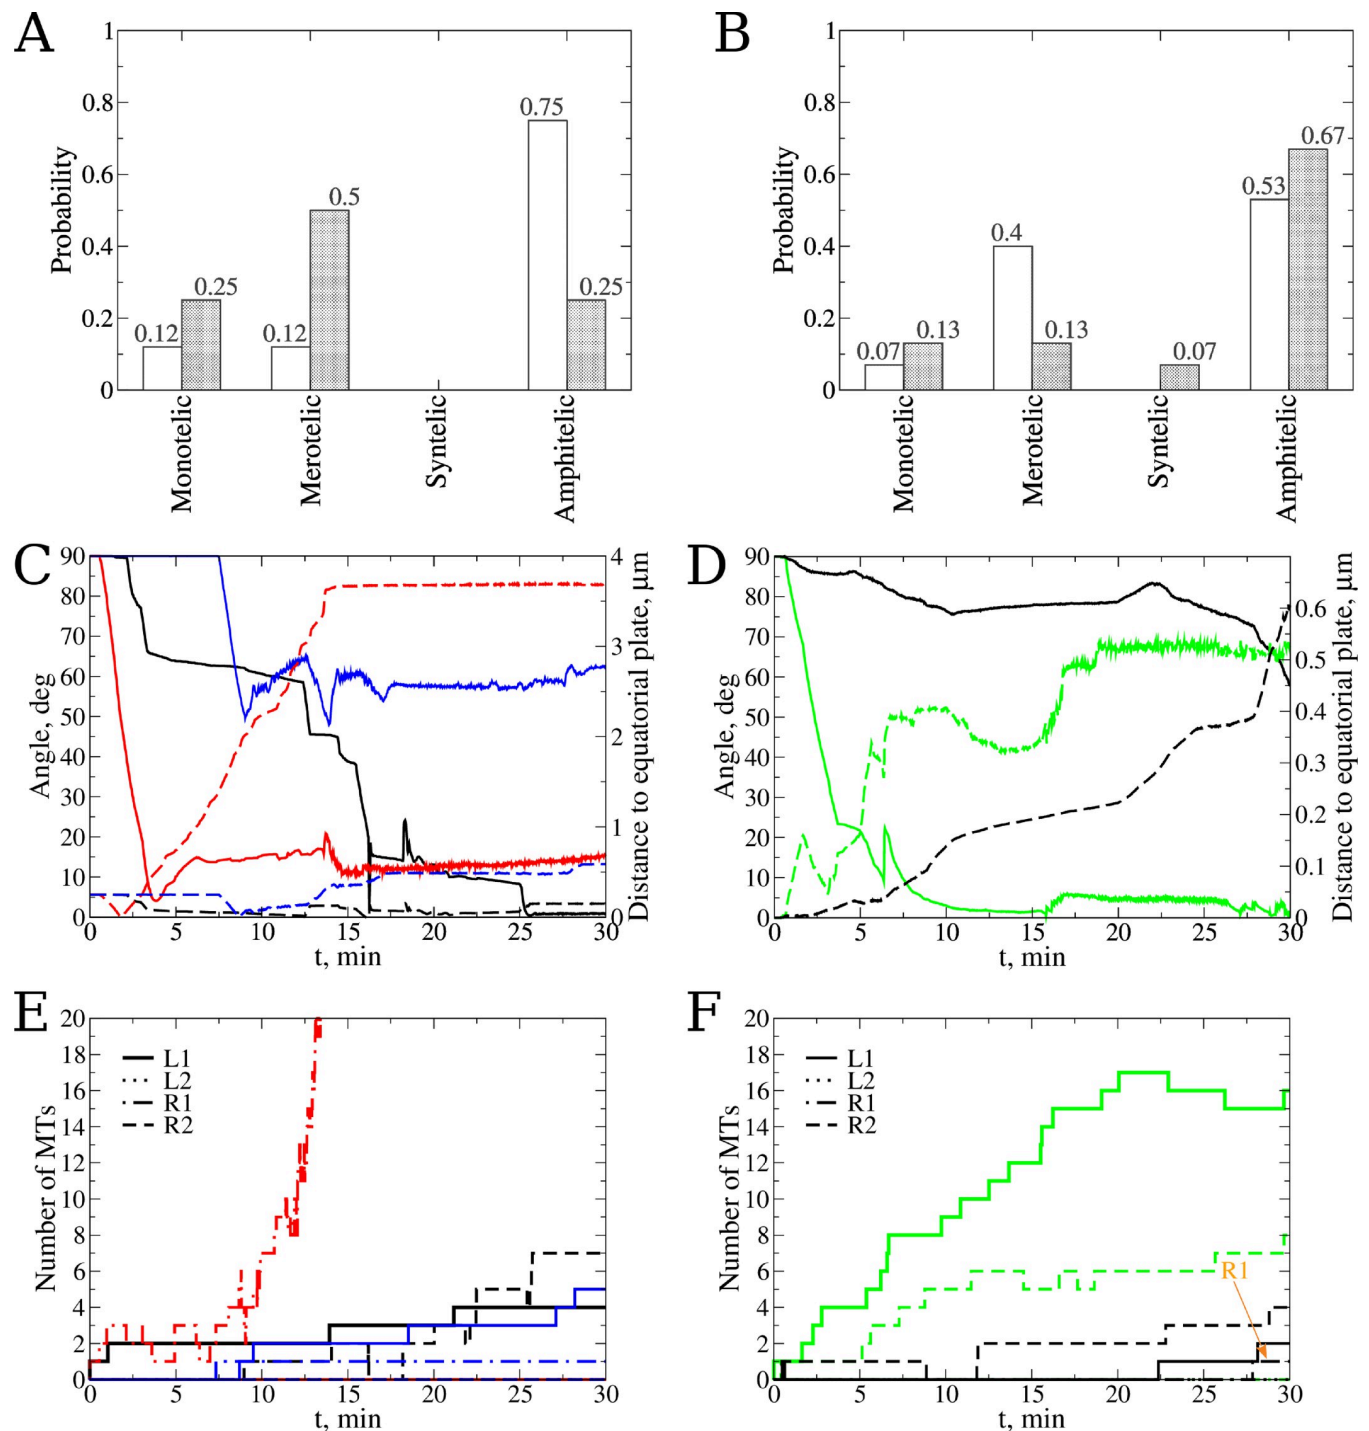 A
Probability
1
0.8
0.6
0.4
0.2
0
0.12
0.25
0.12
0.5
0.75
0.25
Monotelic
Merotelic
Syntelic
Amphitelic
B
Probability
1
0.8
0.6
0.4
0.2
0
0.07
0.13
0.4
0.13
0.07
0.53
0.67
Monotelic
Merotelic
Syntelic
Amphitelic
C
Angle, deg
90
80
70
60
50
40
30
20
10
0
4
3
2
1
0
Distance to equatorial plate, μm
0 5 10 15 20 25 30
t, min
D
Angle, deg
90
80
70
60
50
40
30
20
10
0
0.6
0.5
0.4
0.3
0.2
0.1
0
Distance to equatorial plate, μm
0 5 10 15 20 25 30
t, min
E
Number of MTs
20
18
16
14
12
10
8
6
4
2
0
L1
L2
R1
R2
0 5 10 15 20 25 30
t, min
F
Number of MTs
20
18
16
14
12
10
8
6
4
2
0
L1
L2
R1
R2
R1
0 5 10 15 20 25 30
t, min